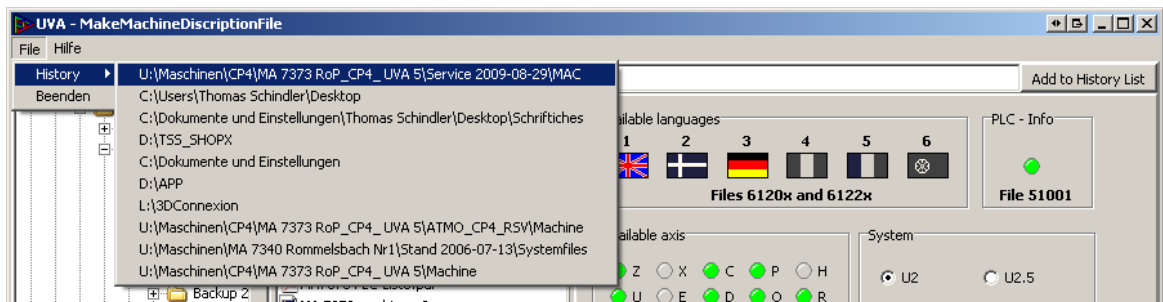 UVA - MakeMachineDiscriptionFile
File Hilfe
History
Beenden
U:\Maschinen\CP4\MA 7373 RoP_CP4_ UVA 5\Service 2009-08-29\MAC
C:\Users\Thomas Schindler\Desktop
C:\Dokumente und Einstellungen\Thomas Schindler\Desktop\Schriftiches
D:\TSS_SHOPX
C:\Dokumente und Einstellungen
D:\APP
L:\3DConnexion
U:\Maschinen\CP4\MA 7373 RoP_CP4_ UVA 5\ATMO_CP4_RSV\Machine
U:\Maschinen\MA 7340 Rommelsbach Nr1\Stand 2006-07-13\Systemfiles
U:\Maschinen\CP4\MA 7373 RoP_CP4_ UVA 5\Machine
Backup 2
Add to History List
ailable languages
1 2 3 4 5 6
Files 6120x and 6122x
PLC - Info
File 51001
ailable axis
Z X C P H
U E D O R
System
U2 U2.5